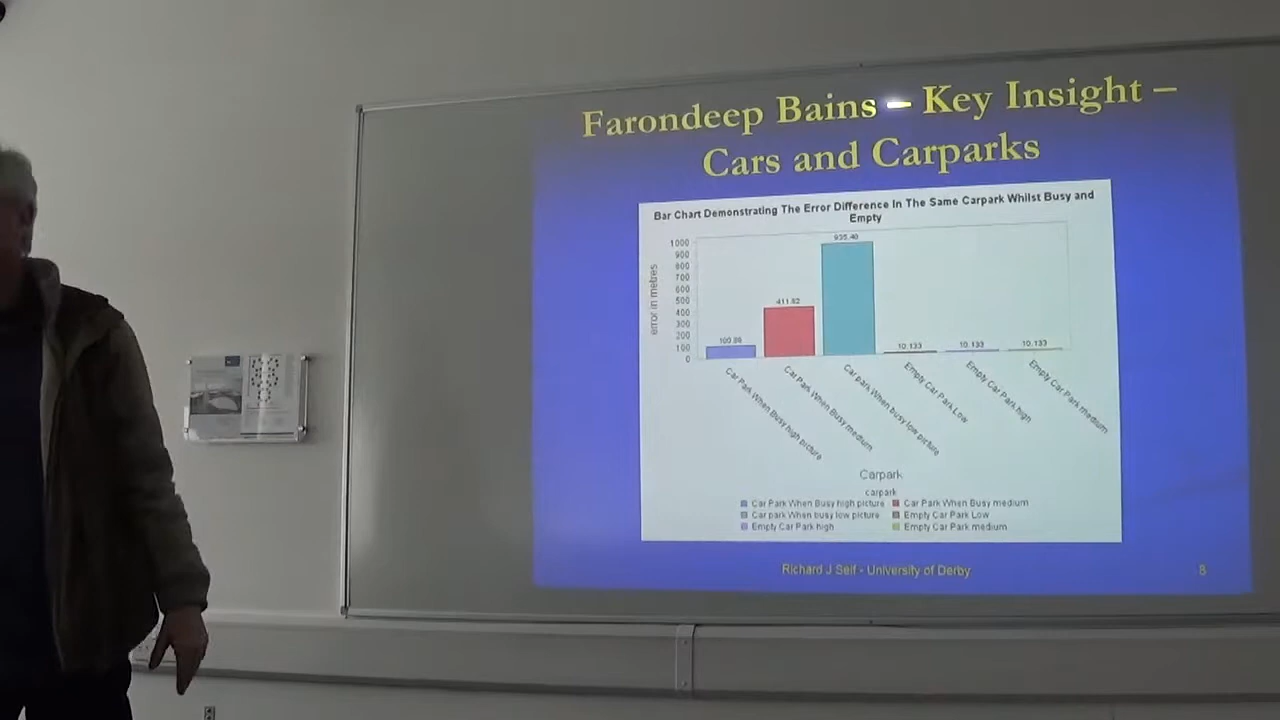 Farondeep Bains – Key Insight –
Cars and Carparks
Bar Chart Demonstrating The Error Difference In The Same Carpark Whilst Busy and
Empty
error in metres
1000
900
800
700
600
500
400
300
200
100
0
411.82
935.40
10.133
10.133
10.133
Car Park When Busy high picture
Car Park When Busy medium
Car park When busy low picture
Empty Car Park Low
Empty Car Park high
Empty Car Park medium
Carpark
carpark
Car Park When Busy high picture
Car Park When Busy medium
Car park When busy low picture
Empty Car Park Low
Empty Car Park high
Empty Car Park medium
Richard J Self - University of Derby
8